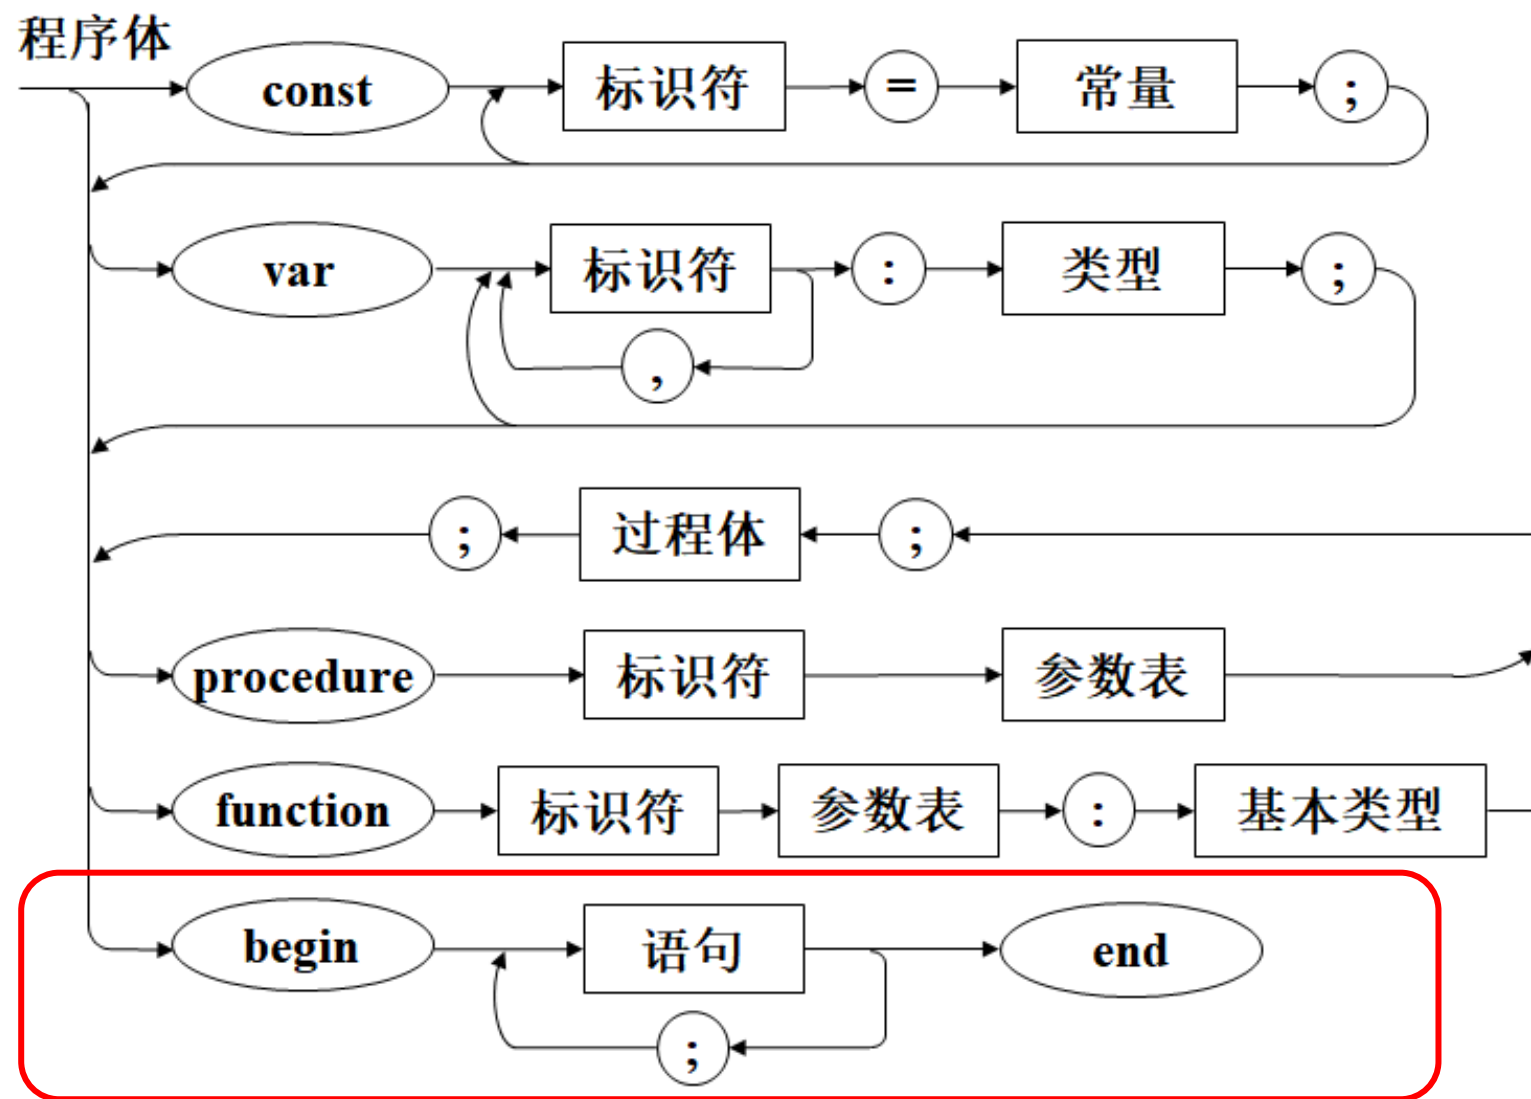 程序体
const 标识符 = 常量 ;
var 标识符 : 类型 ;
,
; 过程体 ;
procedure 标识符 参数表
function 标识符 参数表 : 基本类型
begin 语句 end
;